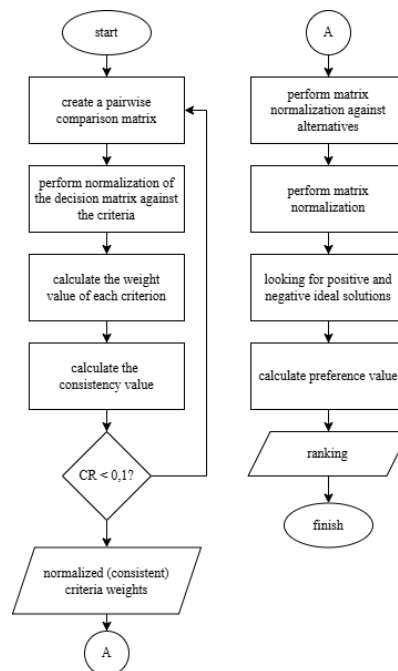 start
create a pairwise
comparison matrix
perform normalization of
the decision matrix against
the criteria
calculate the weight
value of each criterion
calculate the
consistency value
CR < 0,1?
normalized (consistent)
criteria weights
A
A
perform matrix
normalization against
alternatives
perform matrix
normalization
looking for positive and
negative ideal solutions
calculate preference value
ranking
finish